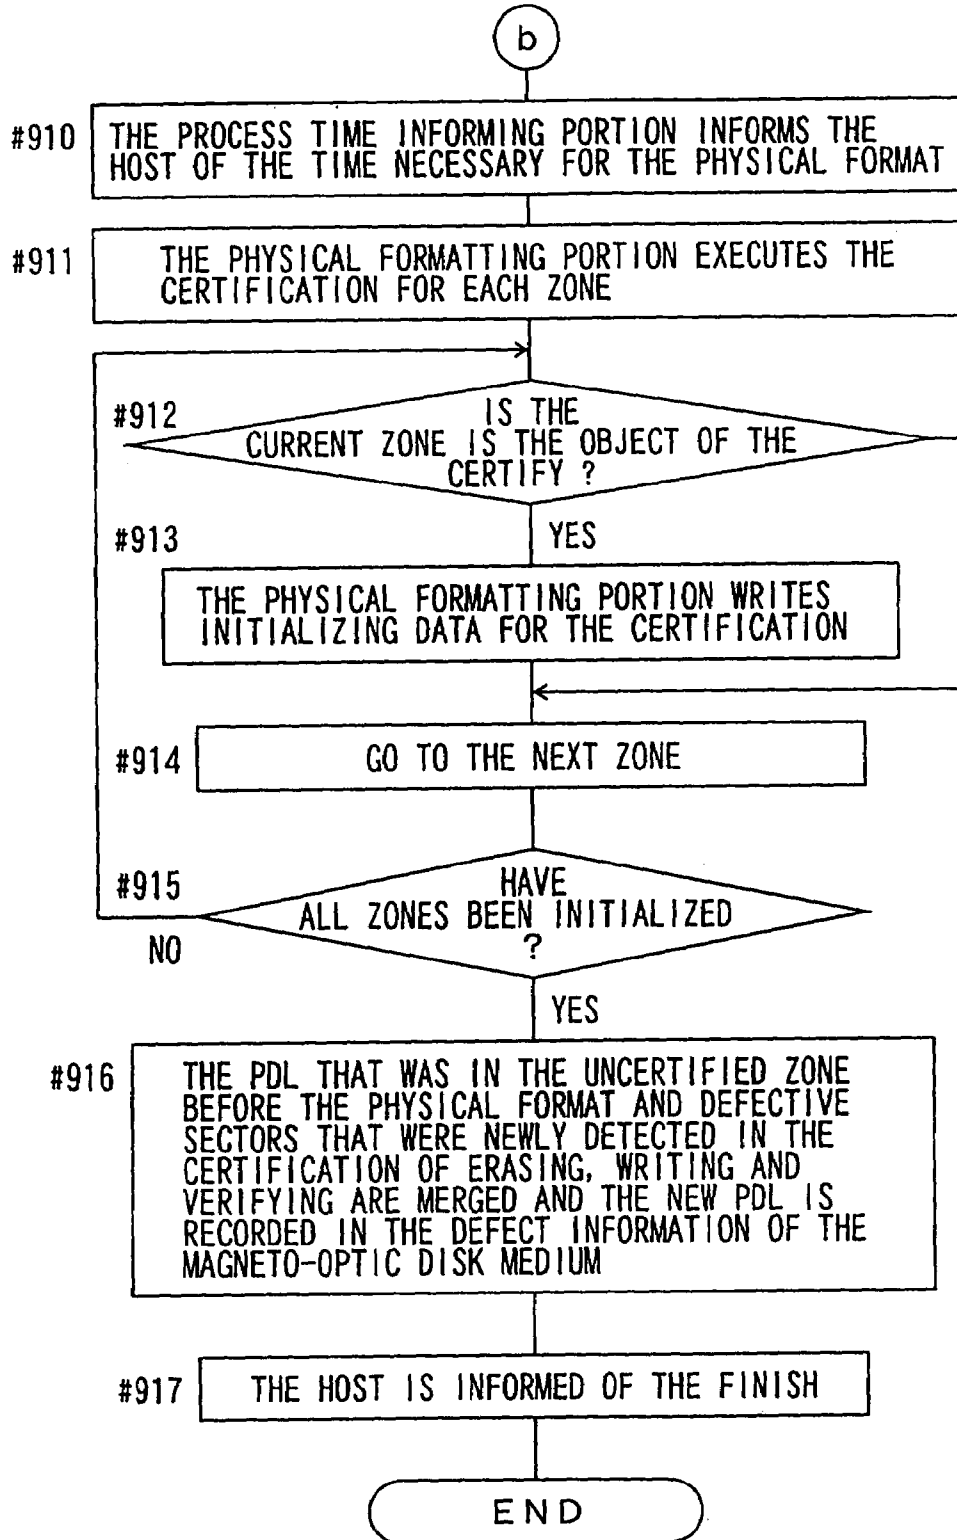 b
#910
THE PROCESS TIME INFORMING PORTION INFORMS THE
HOST OF THE TIME NECESSARY FOR THE PHYSICAL FORMAT
#911
THE PHYSICAL FORMATTING PORTION EXECUTES THE
CERTIFICATION FOR EACH ZONE
#912
IS THE
CURRENT ZONE IS THE OBJECT OF THE
CERTIFY ?
YES
#913
THE PHYSICAL FORMATTING PORTION WRITES
INITIALIZING DATA FOR THE CERTIFICATION
#914
GO TO THE NEXT ZONE
#915
HAVE
ALL ZONES BEEN INITIALIZED
?
NO
YES
#916
THE PDL THAT WAS IN THE UNCERTIFIED ZONE
BEFORE THE PHYSICAL FORMAT AND DEFECTIVE
SECTORS THAT WERE NEWLY DETECTED IN THE
CERTIFICATION OF ERASING, WRITING AND
VERIFYING ARE MERGED AND THE NEW PDL IS
RECORDED IN THE DEFECT INFORMATION OF THE
MAGNETO-OPTIC DISK MEDIUM
#917
THE HOST IS INFORMED OF THE FINISH
END